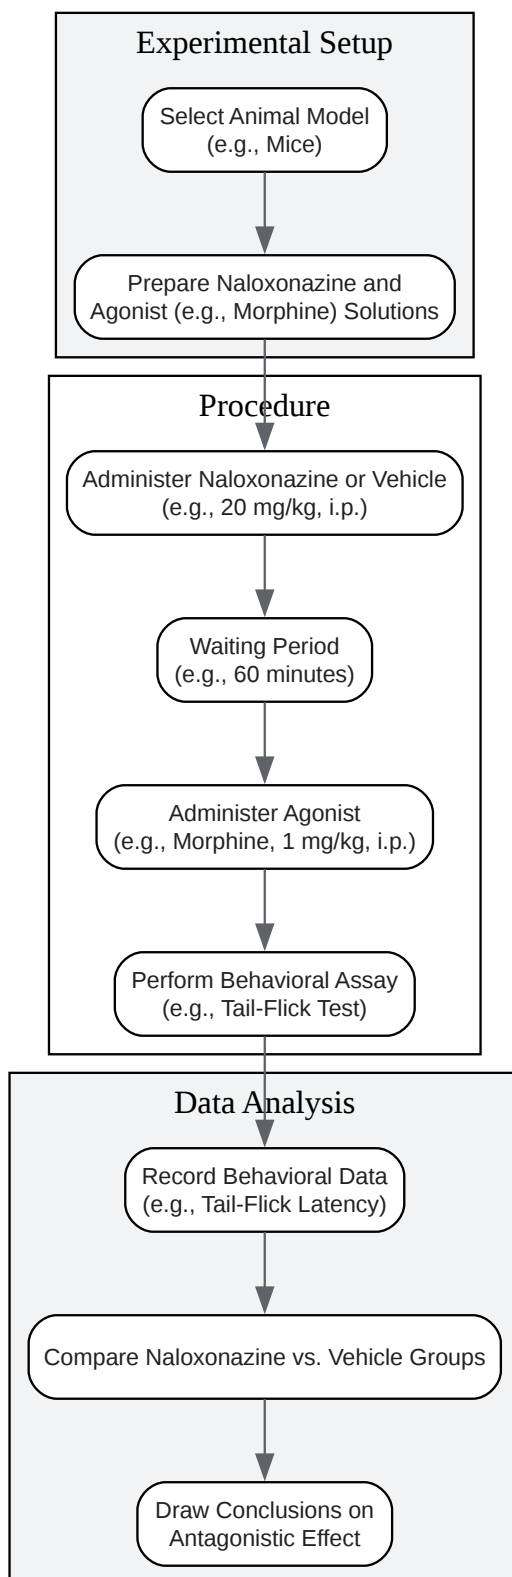 Experimental Setup
Select Animal Model
(e.g., Mice)
Prepare Naloxonazine and
Agonist (e.g., Morphine) Solutions
Procedure
Administer Naloxonazine or Vehicle
(e.g., 20 mg/kg, i.p.)
Waiting Period
(e.g., 60 minutes)
Administer Agonist
(e.g., Morphine, 1 mg/kg, i.p.)
Perform Behavioral Assay
(e.g., Tail-Flick Test)
Data Analysis
Record Behavioral Data
(e.g., Tail-Flick Latency)
Compare Naloxonazine vs. Vehicle Groups
Draw Conclusions on
Antagonistic Effect